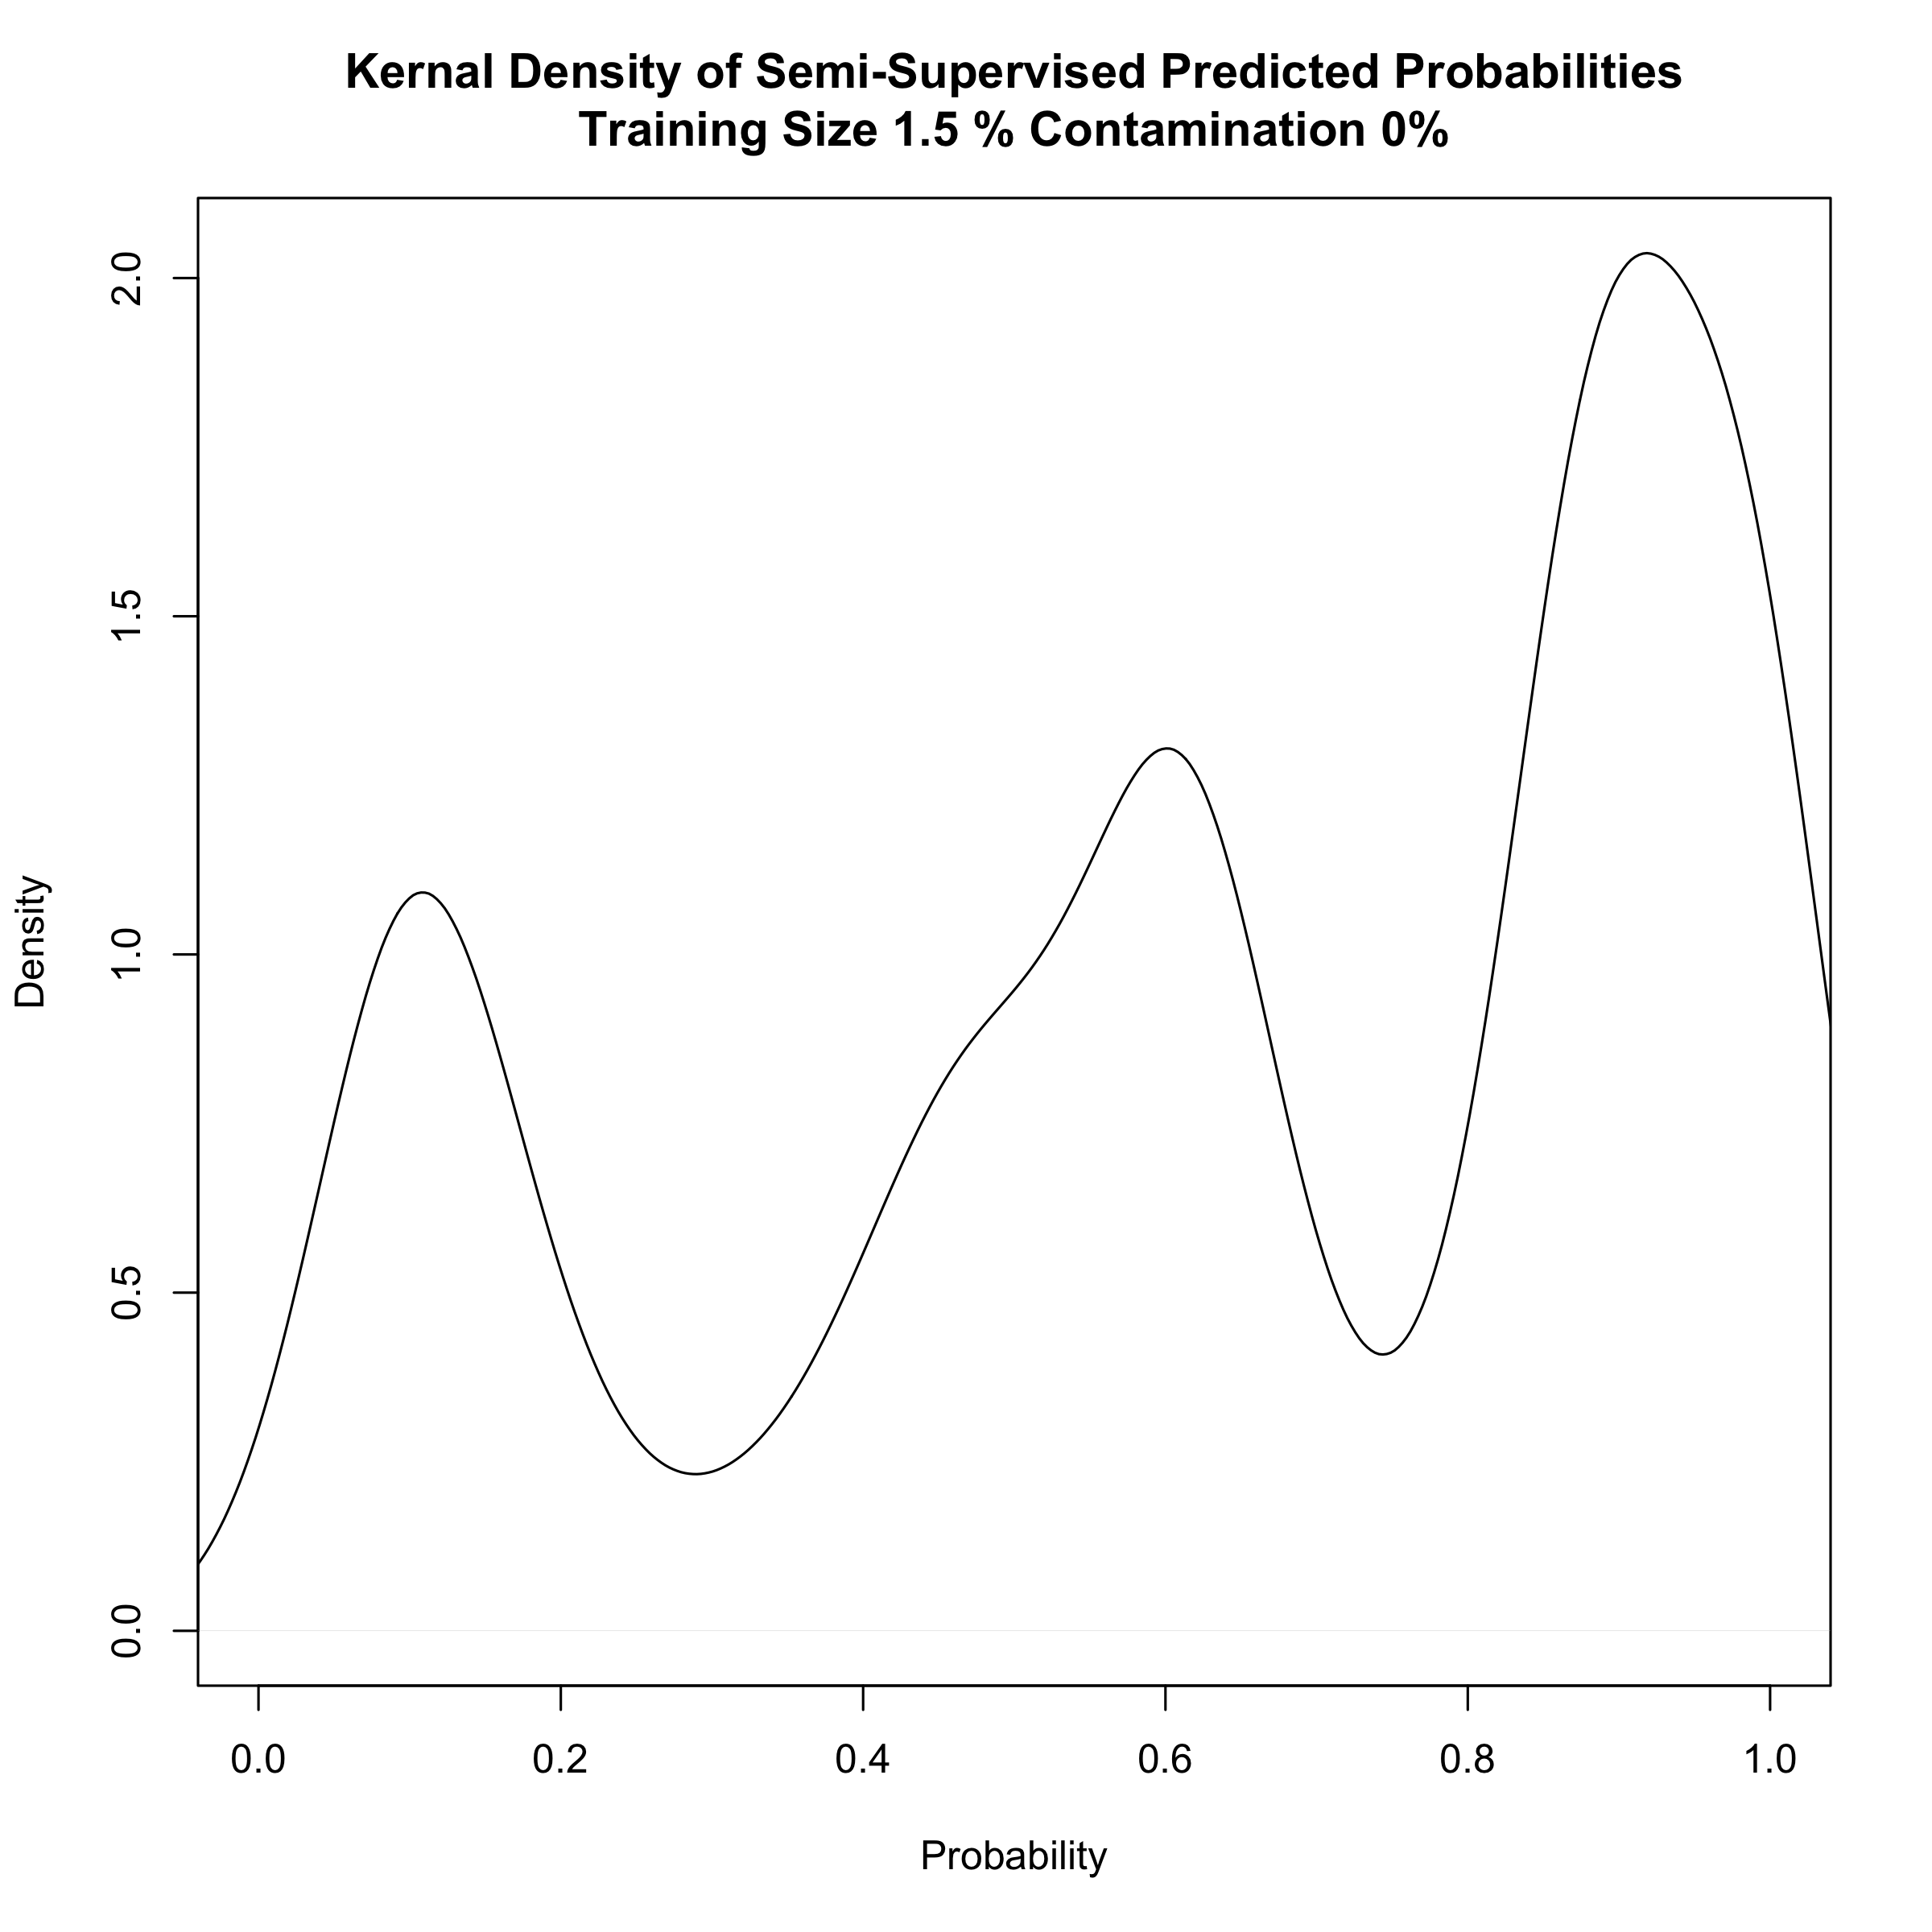 Kernal Density of Semi-Supervised Predicted Probabilities
Training Size 1.5 % Contamination 0%
Density
2.0
1.5
1.0
0.5
0.0
0.0 0.2 0.4 0.6 0.8 1.0
Probability